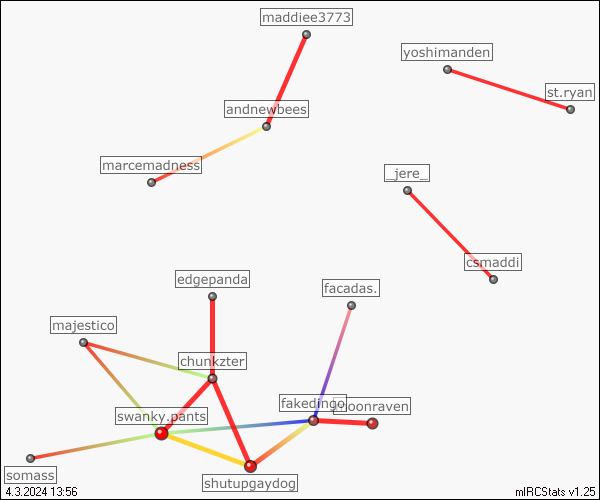 maddiee3773
yoshimanden
st.ryan
andnewbees
marcemadness
_jere_
csmaddi
edgepanda
facadas.
majestico
chunkzter
fakedingo
swanky.pants
somass
shutupgaydog
4.3.2024 13:56
mIRCStats v1.25